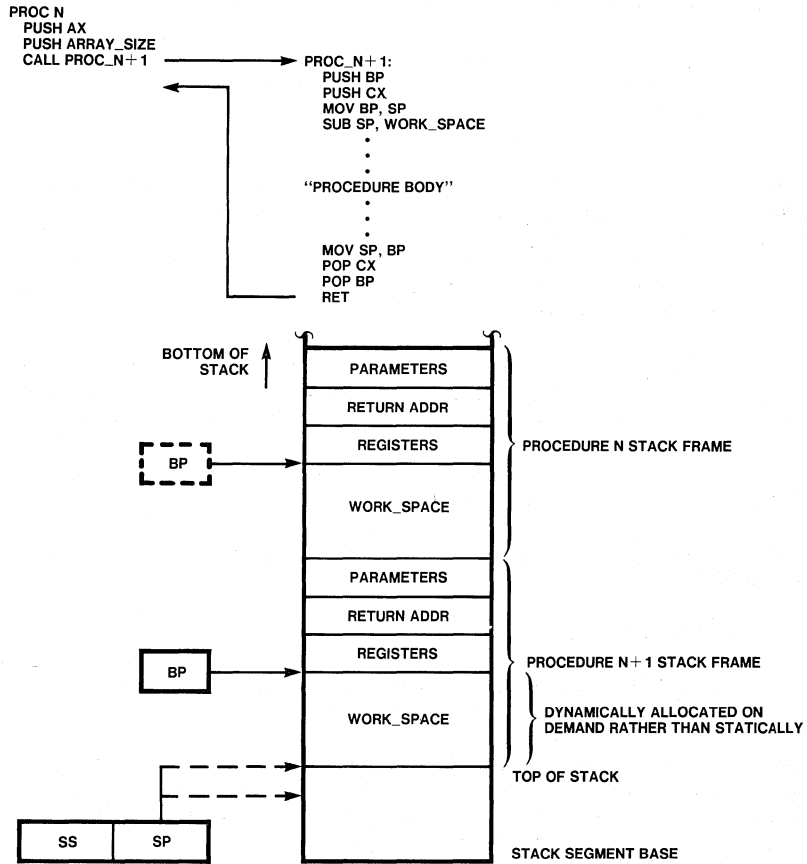 PROC N
PUSH AX
PUSH ARRAY_SIZE
CALL PROC_N+1
PROC_N+1:
PUSH BP
PUSH CX
MOV BP, SP
SUB SP, WORK_SPACE
"PROCEDURE BODY"
MOV SP, BP
POP CX
POP BP
RET
BOTTOM OF
STACK
PARAMETERS
RETURN ADDR
REGISTERS
BP
PROCEDURE N STACK FRAME
WORK_SPACE
PARAMETERS
RETURN ADDR
REGISTERS
PROCEDURE N+1 STACK FRAME
BP
WORK_SPACE
DYNAMICALLY ALLOCATED ON
DEMAND RATHER THAN STATICALLY
TOP OF STACK
SS
SP
STACK SEGMENT BASE